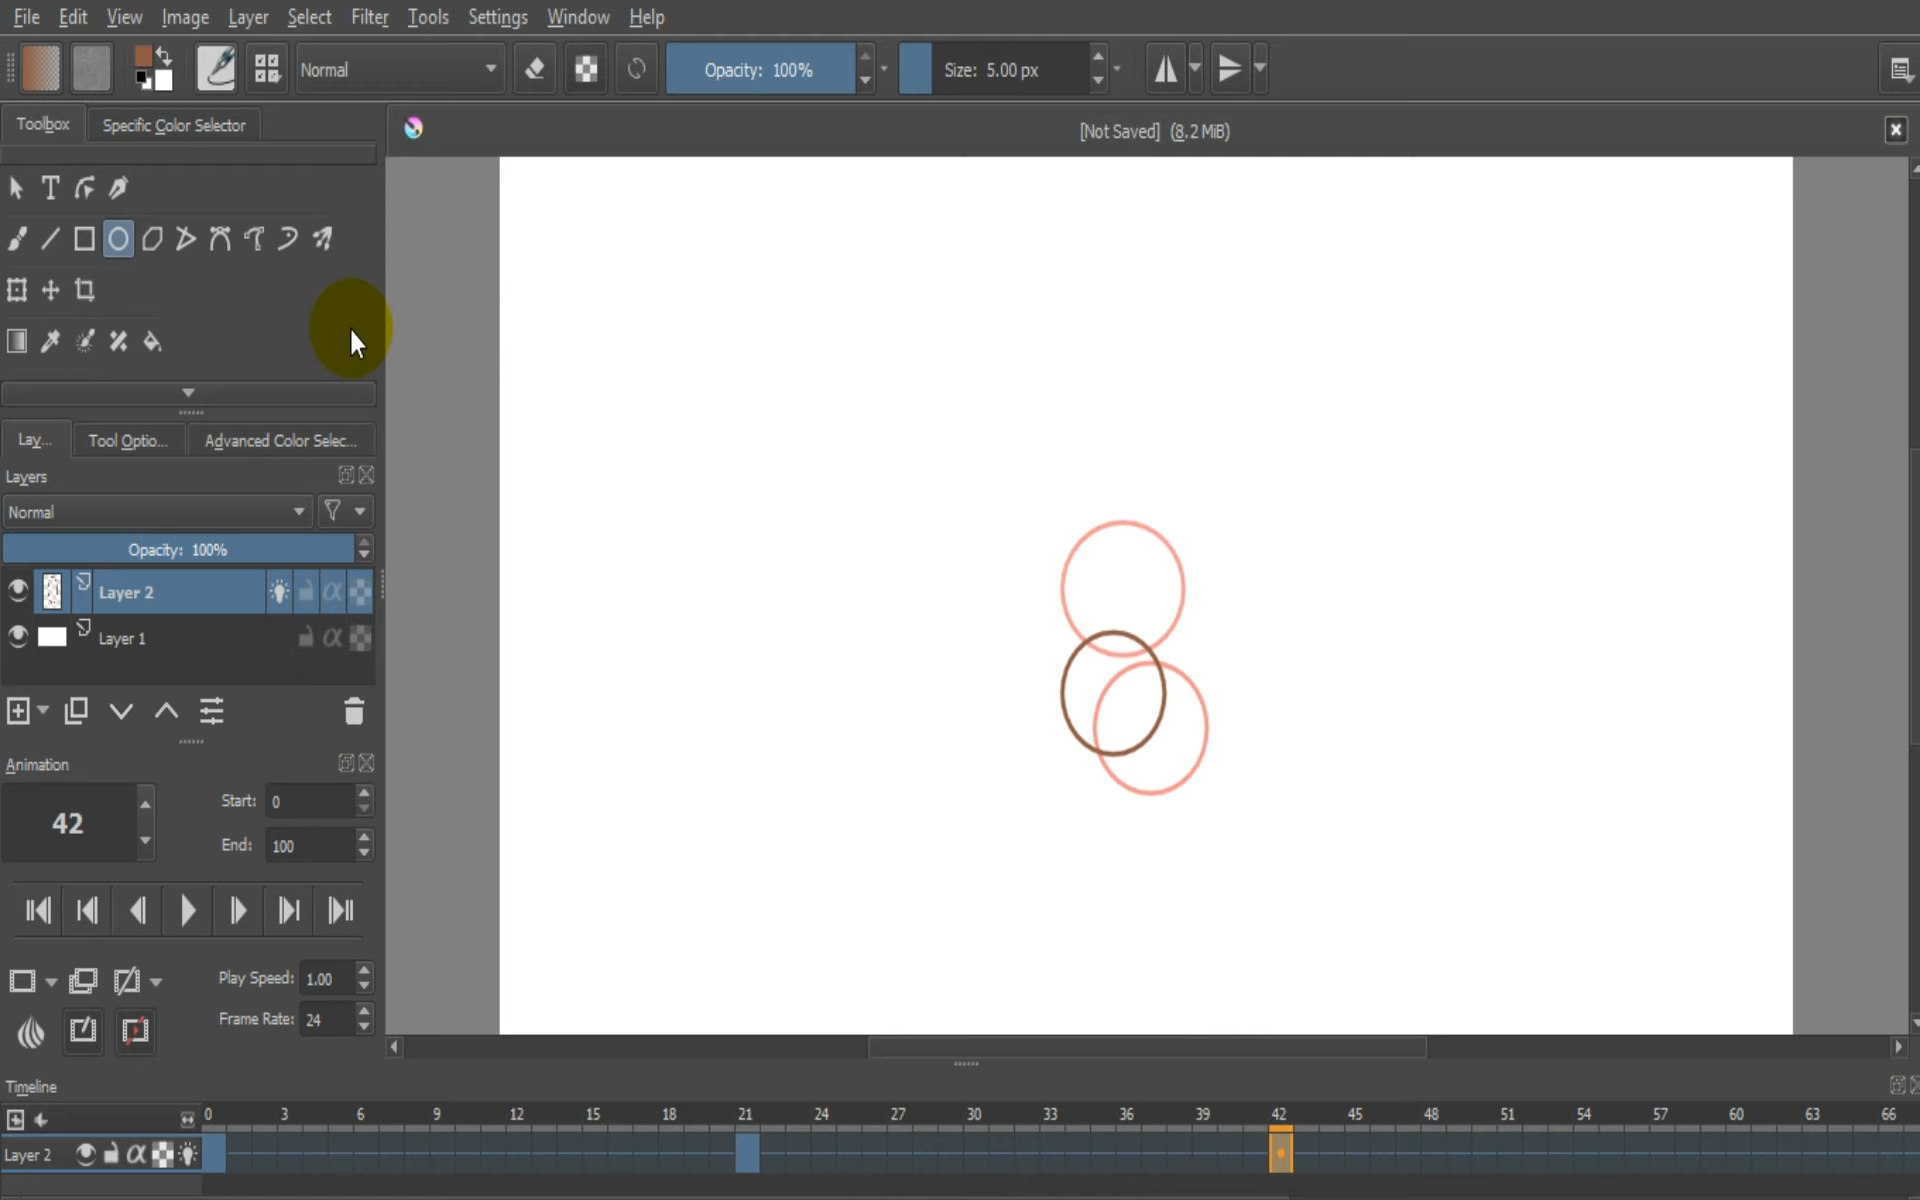 File Edit View Image Layer Select Filter Tools Settings Window Help
Normal Opacity: 100% Size: 5.00 px
Toolbox Specific Color Selector
[Not Saved] (8.2 MiB)
Lay... Tool Optio... Advanced Color Selec...
Layers
Normal
Opacity: 100%
Layer 2
Layer 1
Animation
42
Start: 0
End: 100
Play Speed: 1.00
Frame Rate: 24
Timeline
0 3 6 9 12 15 18 21 24 27 30 33 36 39 42 45 48 51 54 57 60 63 66
Layer 2